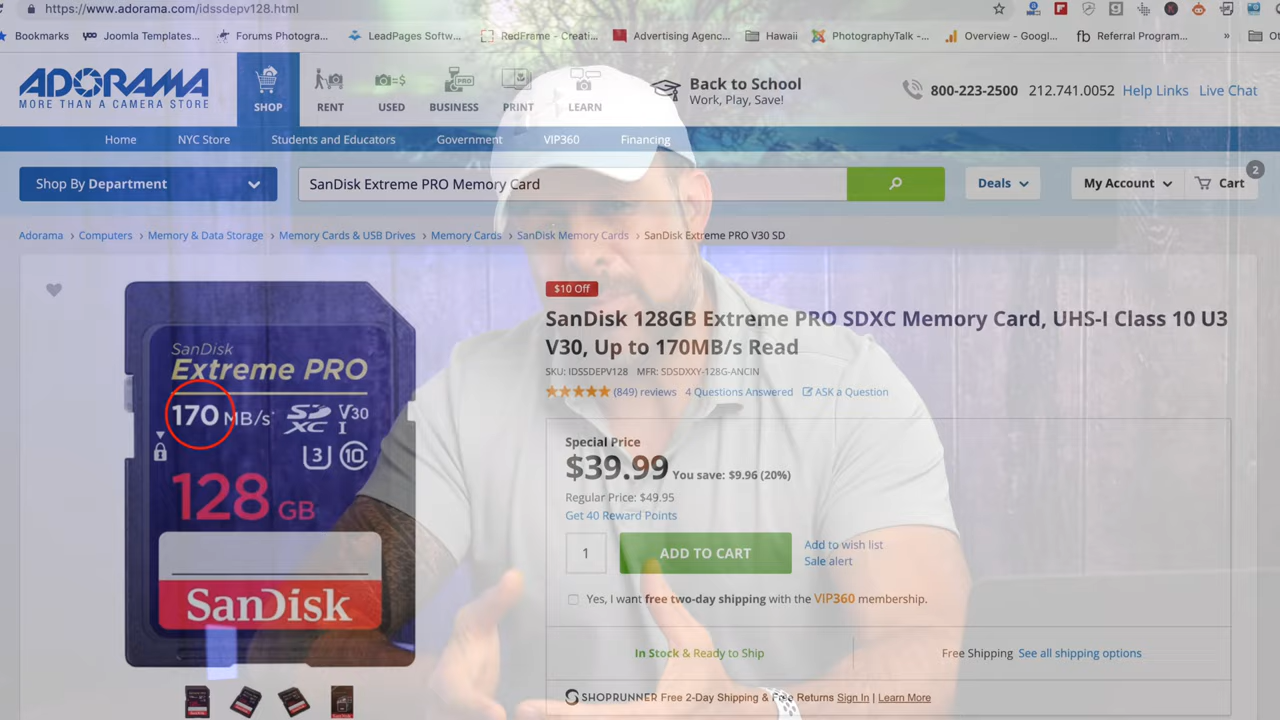 https://www.adorama.com/idssdepv128.html
Bookmarks Joomla Templates... Forums Photogra... LeadPages Softw... RedFrame - Creati... Advertising Agenc... Hawaii PhotographyTalk -... Overview - Googl... Referral Program... »
ADORAMA
MORE THAN A CAMERA STORE
SHOP RENT USED BUSINESS PRINT LEARN
Back to School
Work, Play, Save!
800-223-2500 212.741.0052 Help Links Live Chat
Home NYC Store Students and Educators Government VIP360 Financing
Shop By Department SanDisk Extreme PRO Memory Card Deals My Account Cart 2
Adorama › Computers › Memory & Data Storage › Memory Cards & USB Drives › Memory Cards › SanDisk Memory Cards › SanDisk Extreme PRO V30 SD
SanDisk
Extreme PRO
170 MB/s SD XC V30 I
U3 10
128 GB
SanDisk
$10 Off
SanDisk 128GB Extreme PRO SDXC Memory Card, UHS-I Class 10 U3
V30, Up to 170MB/s Read
SKU: IDSSDEPV128 MFR: SDSDXXY-128G-ANCIN
(849) reviews 4 Questions Answered ASK a Question
Special Price
$39.99 You save: $9.96 (20%)
Regular Price: $49.95
Get 40 Reward Points
1 ADD TO CART
Add to wish list
Sale alert
Yes, I want free two-day shipping with the VIP360 membership.
In Stock & Ready to Ship Free Shipping See all shipping options
SHOPRUNNER Free 2-Day Shipping & Free Returns Sign In | Learn More